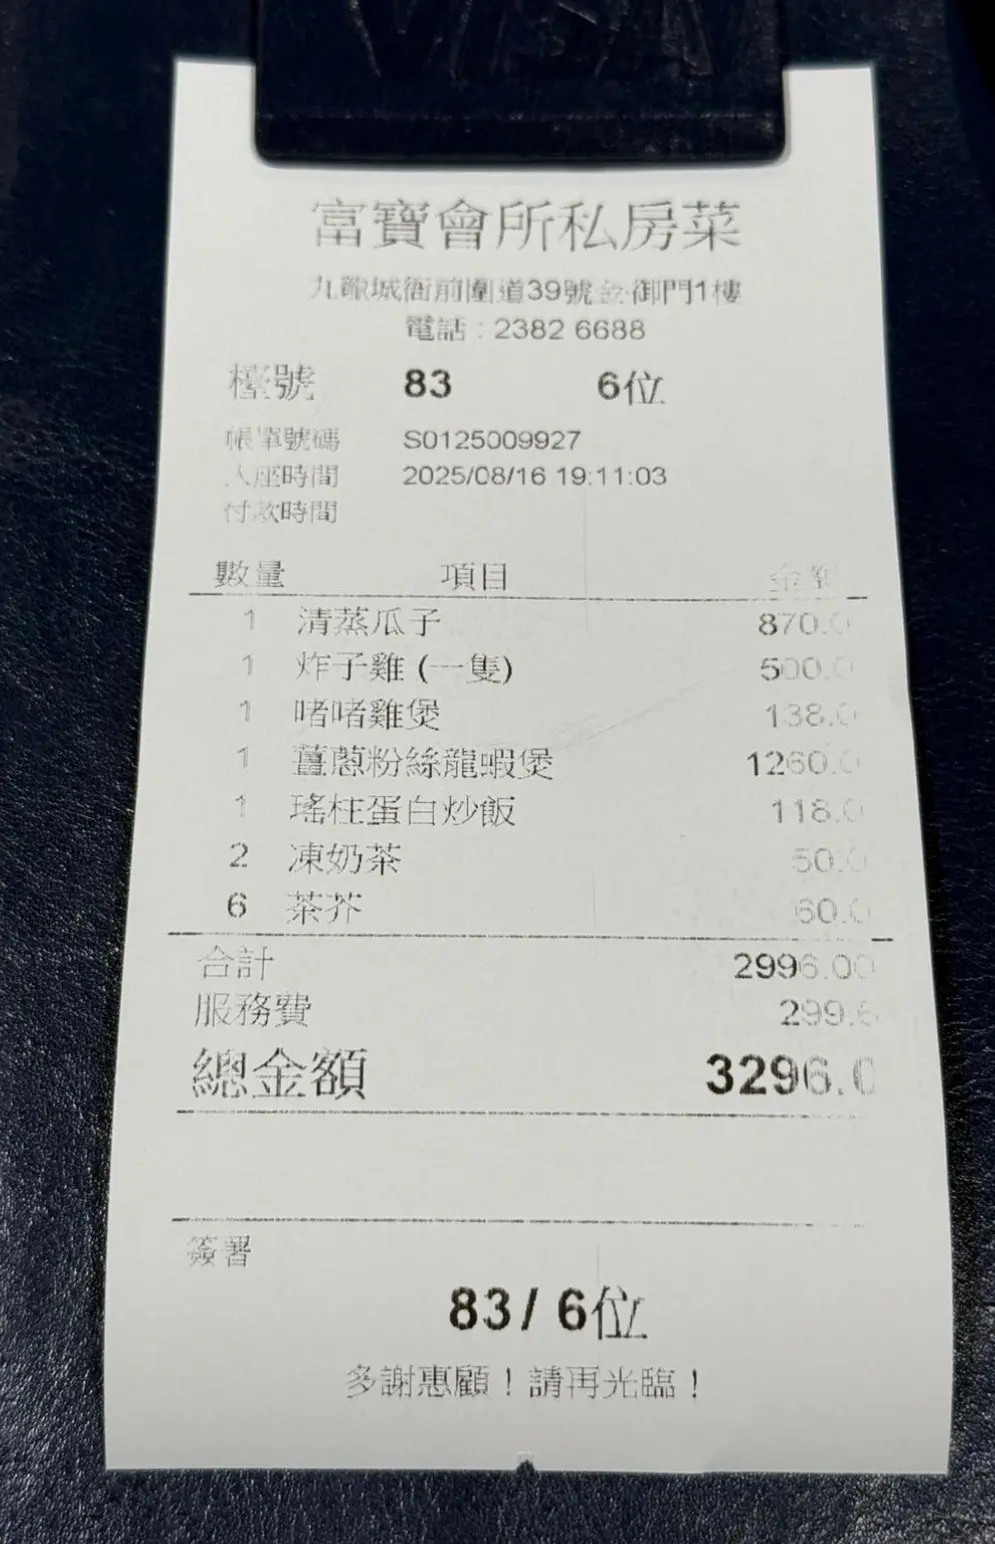 富寶會所私房菜
九龍城衙前圍道39號金御門1樓
電話 : 2382 6688
檯號 83 6位
帳單號碼 S0125009927
入座時間 2025/08/16 19:11:03
付款時間
數量 項目 金額
1 清蒸瓜子 870.0
1 炸子雞 (一隻) 500.0
1 啫啫雞煲 138.0
1 薑蔥粉絲龍蝦煲 1260.0
1 瑤柱蛋白炒飯 118.0
2 凍奶茶 50.0
6 茶芥 60.0
合計 2996.00
服務費 299.6
總金額 3296.0
簽署
83/ 6位
多謝惠顧！請再光臨！